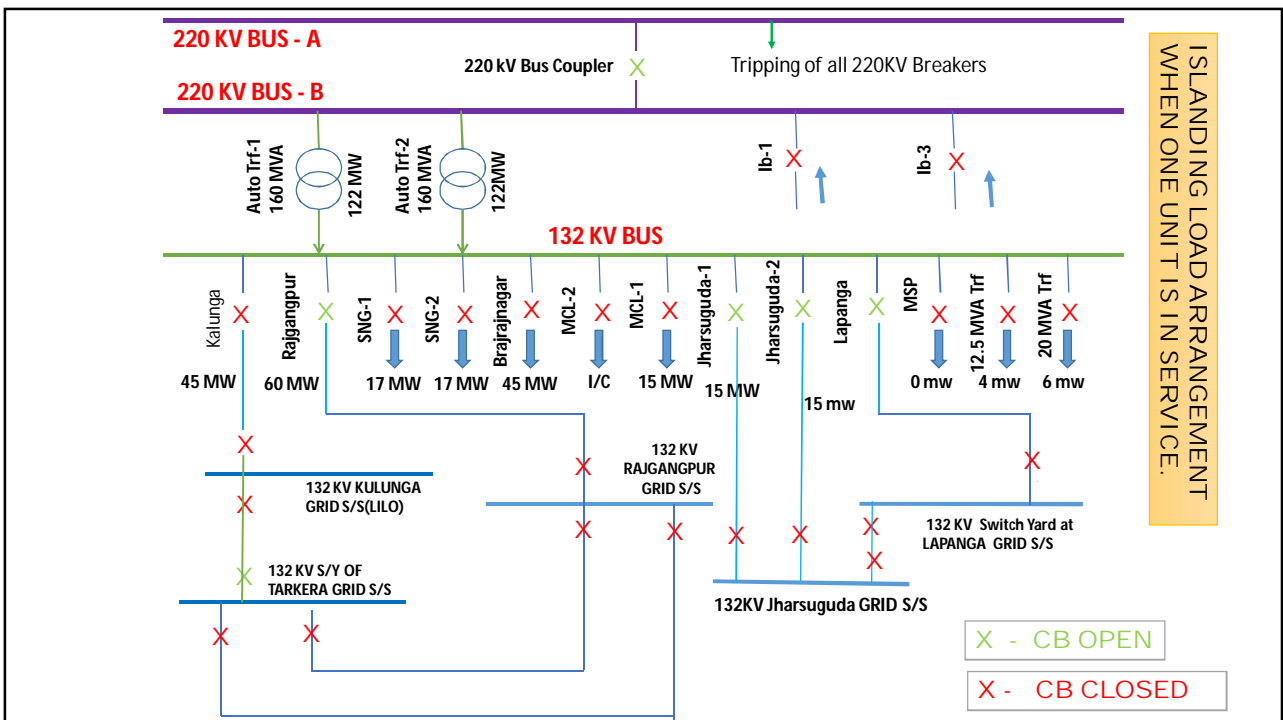 220 KV BUS - A
220 kV Bus Coupler
X
Tripping of all 220KV Breakers
220 KV BUS - B
Auto Trf-1
160 MVA
122 MW
Auto Trf-2
160 MVA
122MW
Ib-1
X
Ib-3
X
132 KV BUS
Kalunga
X
Rajgangpur
X
SNG-1
X
SNG-2
X
Brajrajnagar
X
MCL-2
X
MCL-1
X
Jharsuguda-1
X
Jharsuguda-2
X
Lapanga
X
MSP
X
12.5 MVA Trf
X
20 MVA Trf
X
45 MW
60 MW
17 MW
17 MW
45 MW
I/C
15 MW
15 MW
15 mw
0 mw
4 mw
6 mw
X
X
X
132 KV
RAJGANGPUR
GRID S/S
132 KV KULUNGA
GRID S/S(LILO)
X
X
X
X
X
X
X
132 KV Switch Yard at
LAPANGA GRID S/S
X
X
132 KV S/Y OF
TARKERA GRID S/S
132KV Jharsuguda GRID S/S
X
X
X - CB OPEN
X - CB CLOSED
ISLANDING LOAD ARRANGEMENT
WHEN ONE UNIT IS IN SERVICE.